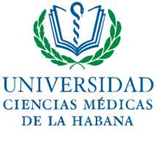 UNIVERSIDAD
CIENCIAS MÉDICAS
DE LA HABANA